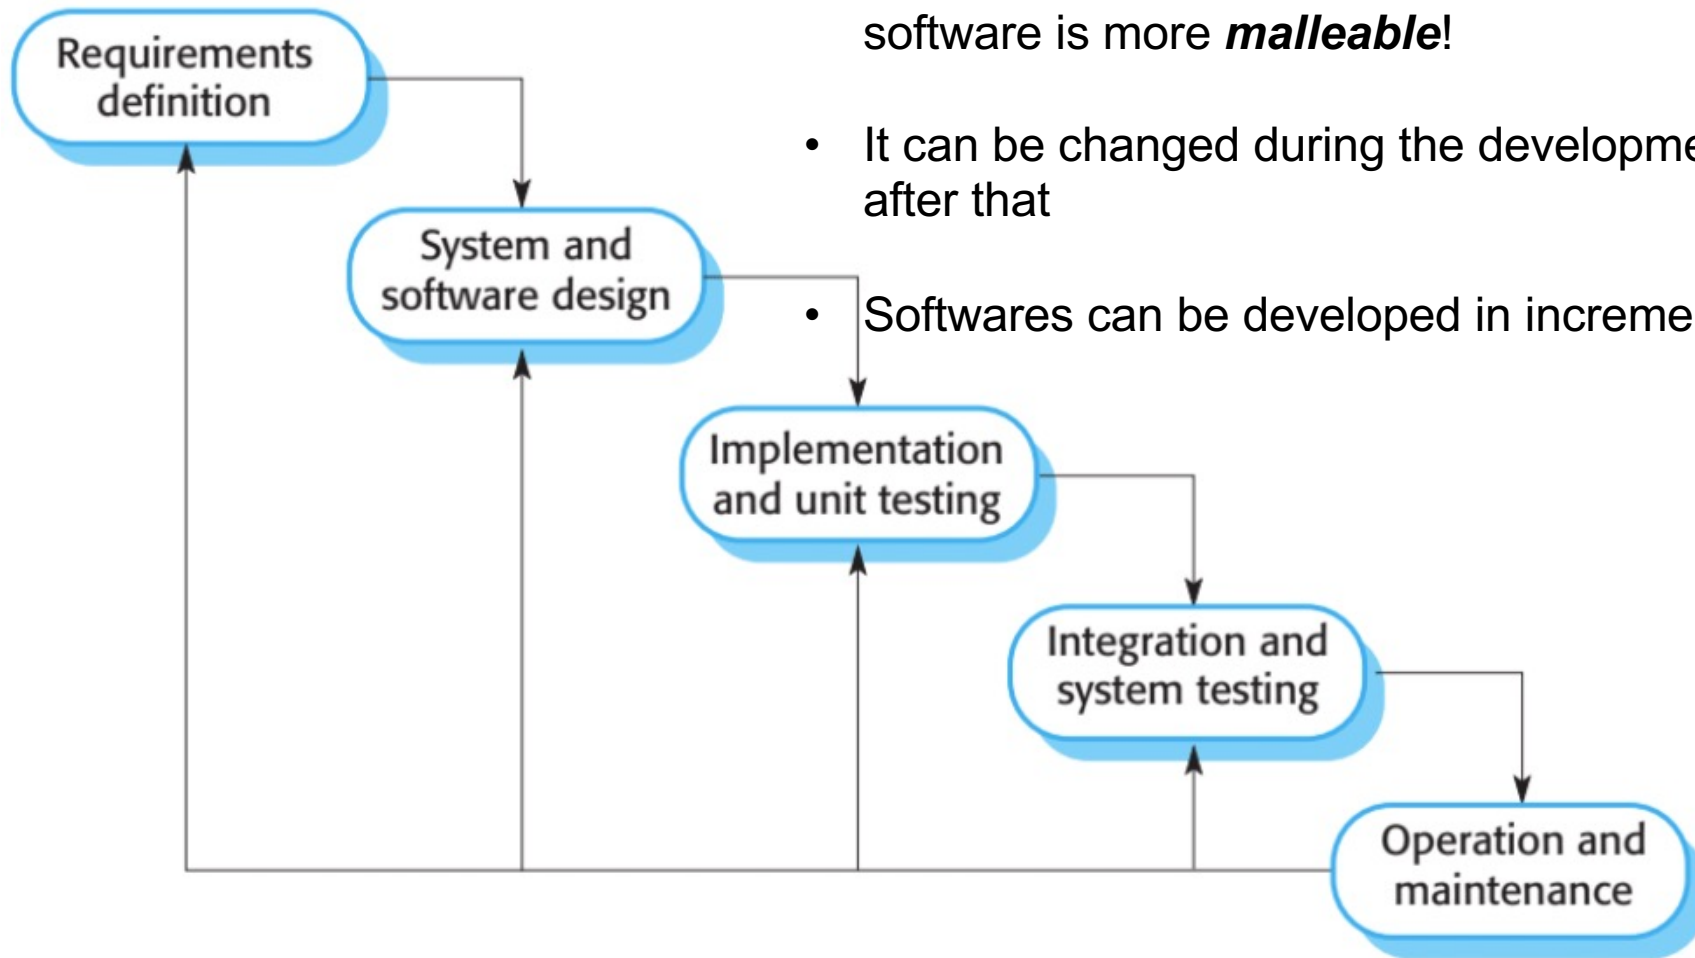 Requirements
definition
software is more malleable!
• It can be changed during the developme
after that
System and
software design
• Softwares can be developed in increme
Implementation
and unit testing
Integration and
system testing
Operation and
maintenance